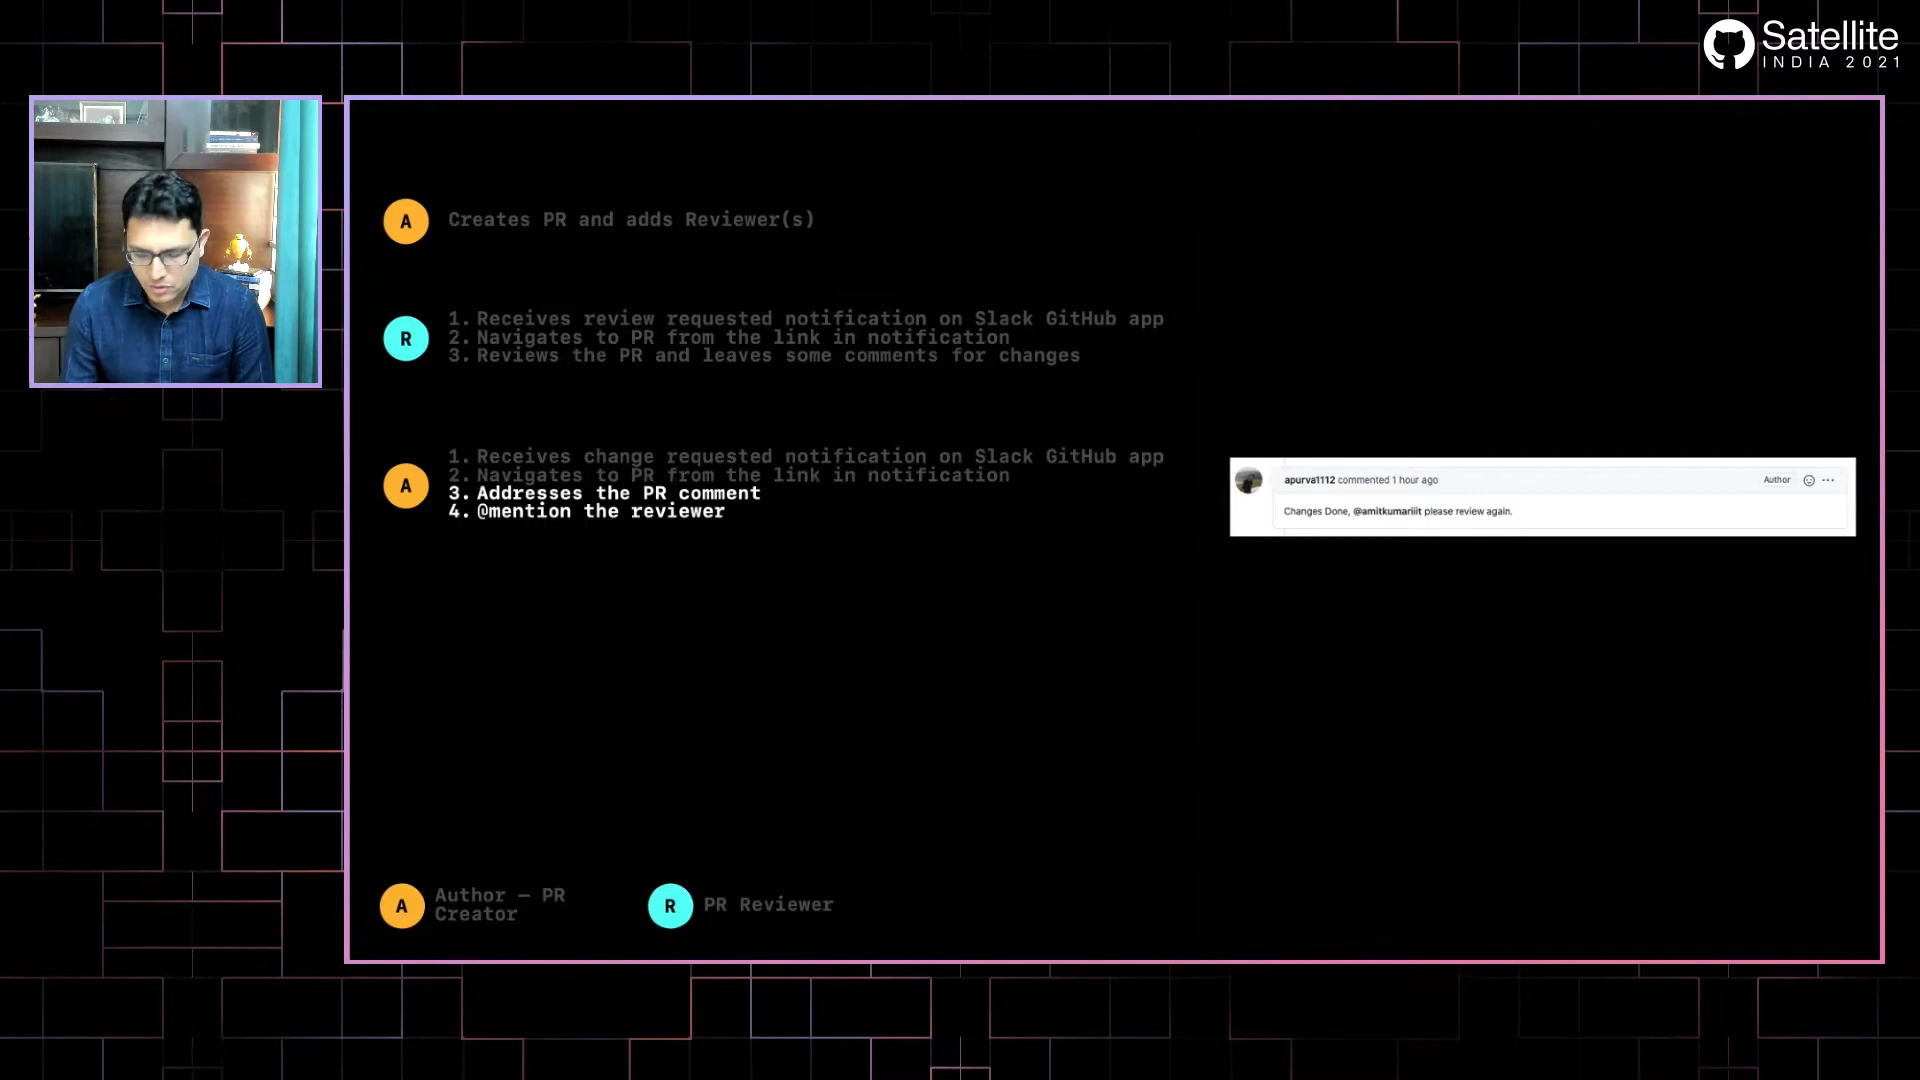 Satellite
INDIA 2021
A Creates PR and adds Reviewer(s)
R
1. Receives review requested notification on Slack GitHub app
2. Navigates to PR from the link in notification
3. Reviews the PR and leaves some comments for changes
A
1. Receives change requested notification on Slack GitHub app
2. Navigates to PR from the link in notification
3. Addresses the PR comment
4. @mention the reviewer
apurva1112 commented 1 hour ago Author
Changes Done, @amitkumariiit please review again.
A Author — PR
Creator
R PR Reviewer